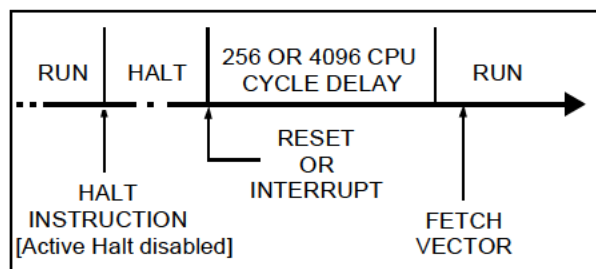 RUN
HALT
256 OR 4096 CPU
CYCLE DELAY
RUN
RESET
OR
INTERRUPT
HALT
INSTRUCTION
[Active Halt disabled]
FETCH
VECTOR